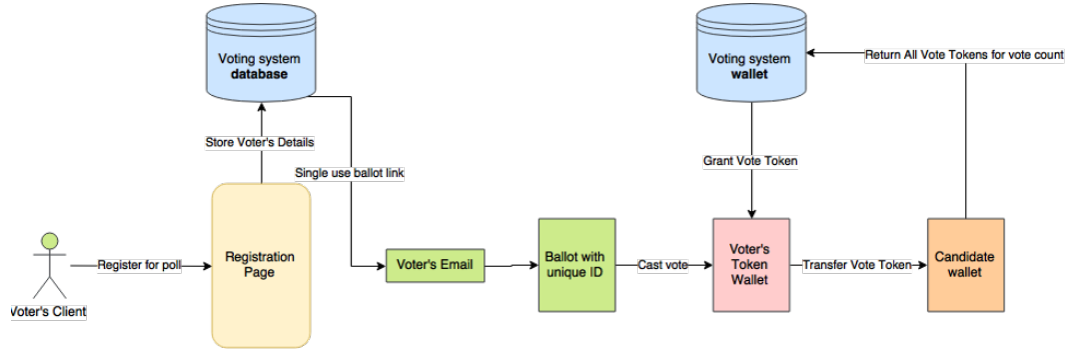 Voting system
database
Voting system
wallet
Return All Vote Tokens for vote count
Store Voter's Details
Single use ballot link
Grant Vote Token
Register for poll
Registration
Page
Voter's Email
Ballot with
unique ID
Cast vote
Voter's
Token
Wallet
Transfer Vote Token
Candidate
wallet
Voter's Client